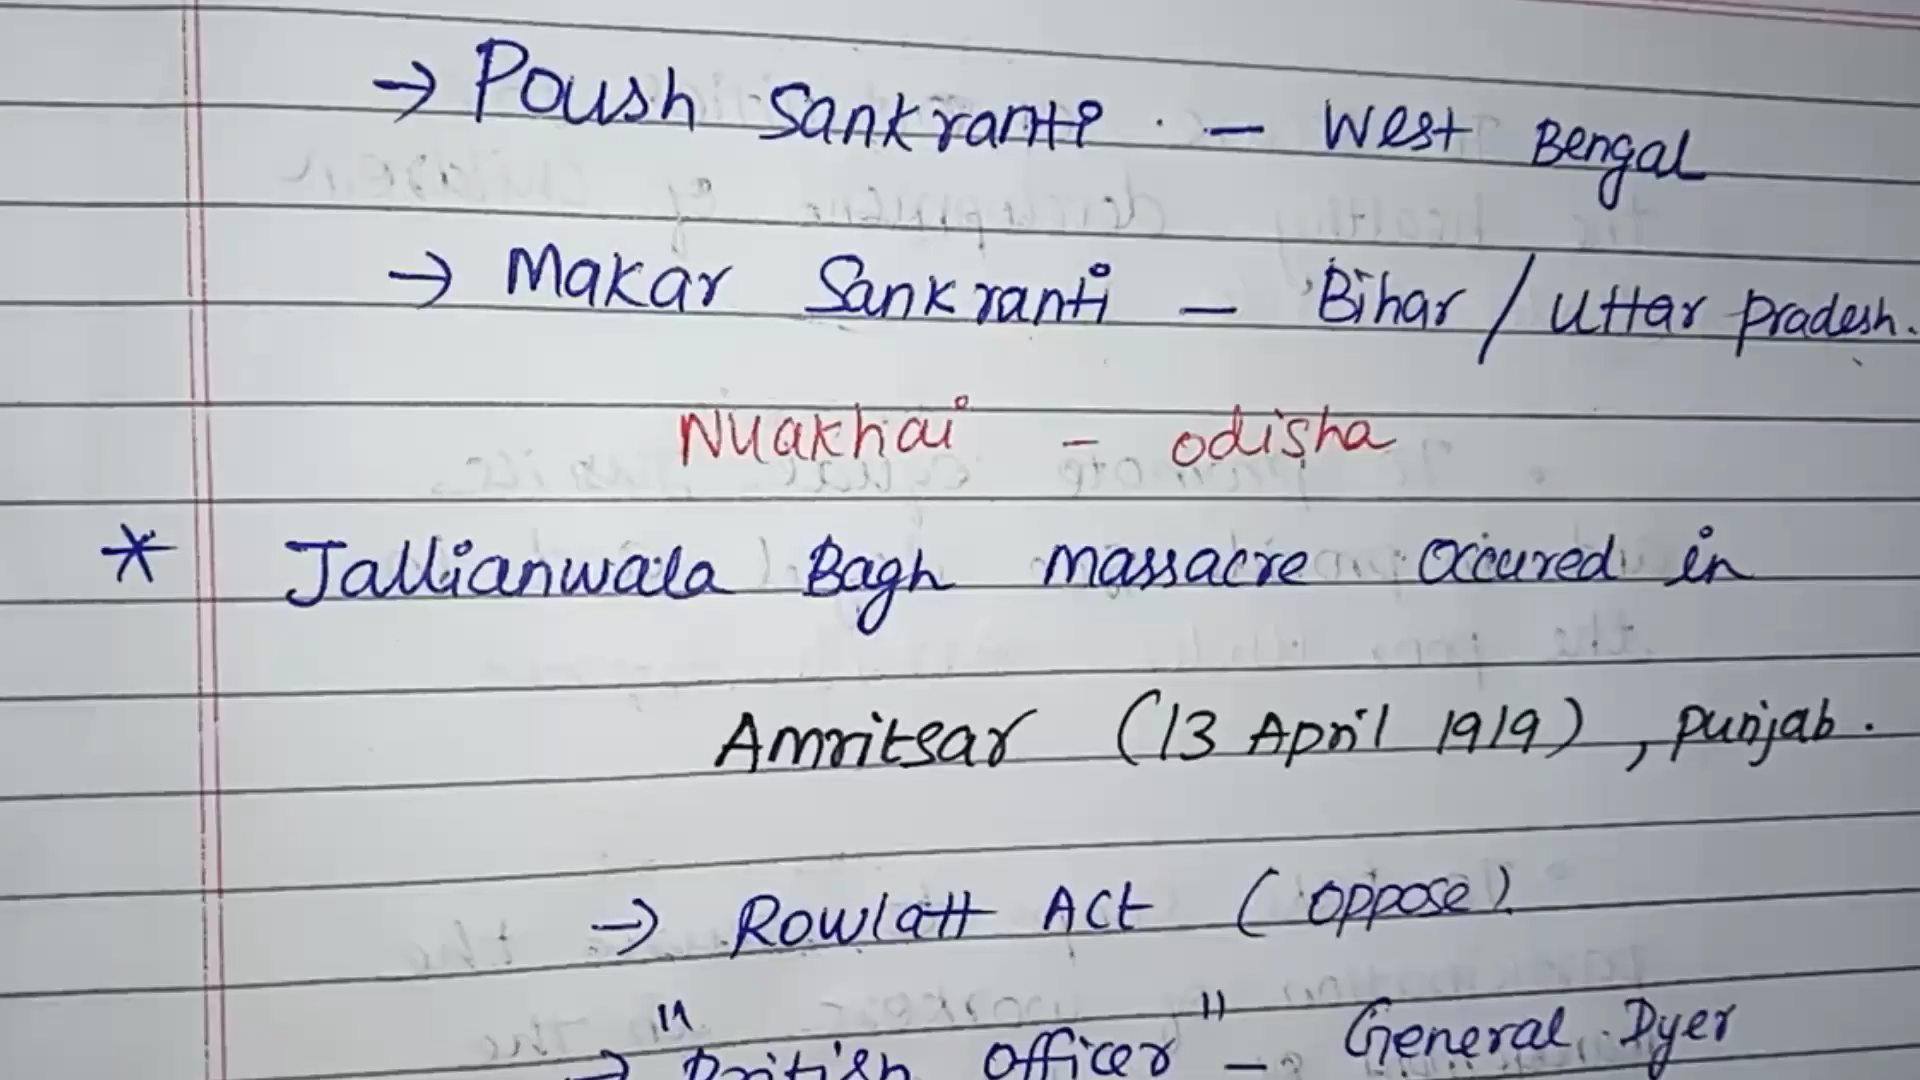 → Poush Sankranti - West Bengal
→ Makar Sankranti - Bihar / Uttar pradesh.
Nuakhai - odisha
* Jallianwala Bagh massacre Occured in
Amritsar (13 April 1919), punjab.
→ Rowlatt Act (oppose)
→ "British Officer" - General Dyer